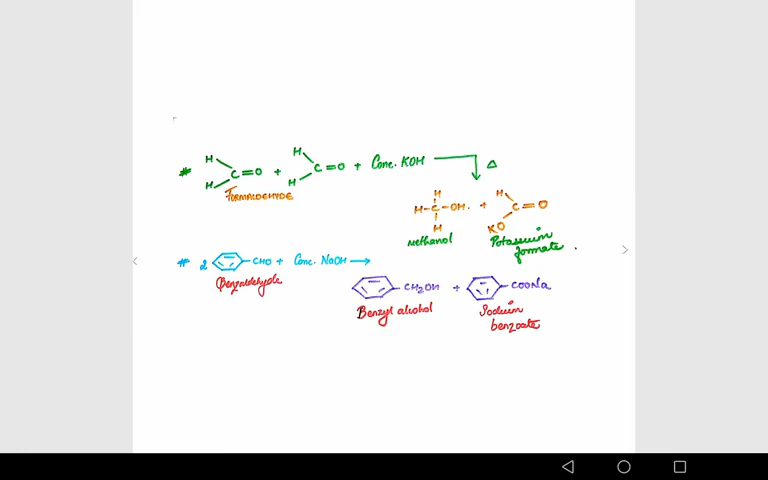 # H H C=O + H H C=O + Conc. KOH Δ
FORMALDEHYDE
H H-C-OH. H + H C=O KO
Methanol Potassium formate.
# 2 CHO + Conc. NaOH →
Benzaldehyde
CH2OH + COONa
Benzyl alcohol Sodium benzoate